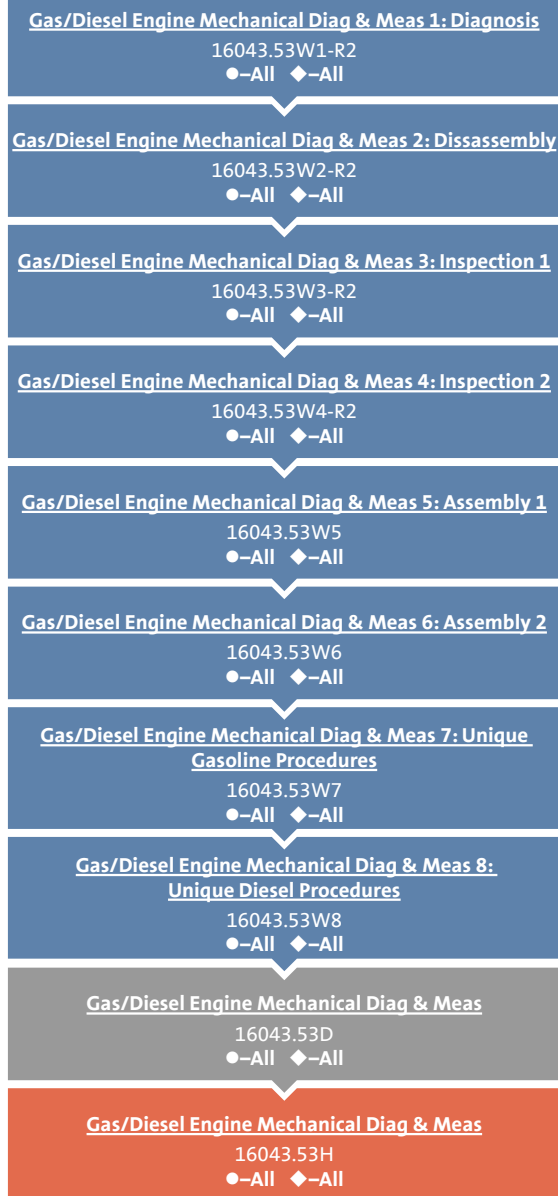 Gas/Diesel Engine Mechanical Diag & Meas 1: Diagnosis
16043.53W1-R2
●–All ◆–All
Gas/Diesel Engine Mechanical Diag & Meas 2: Dissassembly
16043.53W2-R2
●–All ◆–All
Gas/Diesel Engine Mechanical Diag & Meas 3: Inspection 1
16043.53W3-R2
●–All ◆–All
Gas/Diesel Engine Mechanical Diag & Meas 4: Inspection 2
16043.53W4-R2
●–All ◆–All
Gas/Diesel Engine Mechanical Diag & Meas 5: Assembly 1
16043.53W5
●–All ◆–All
Gas/Diesel Engine Mechanical Diag & Meas 6: Assembly 2
16043.53W6
●–All ◆–All
Gas/Diesel Engine Mechanical Diag & Meas 7: Unique
Gasoline Procedures
16043.53W7
●–All ◆–All
Gas/Diesel Engine Mechanical Diag & Meas 8:
Unique Diesel Procedures
16043.53W8
●–All ◆–All
Gas/Diesel Engine Mechanical Diag & Meas
16043.53D
●–All ◆–All
Gas/Diesel Engine Mechanical Diag & Meas
16043.53H
●–All ◆–All